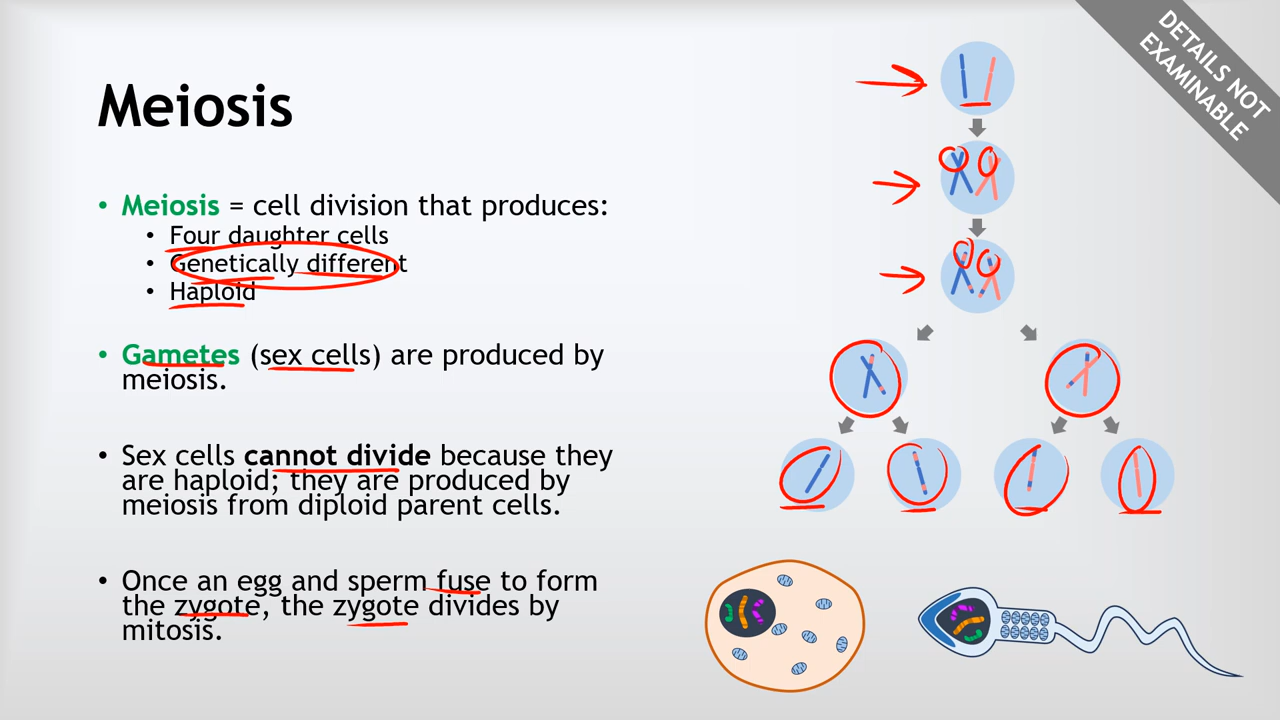 DETAILS NOT
EXAMINABLE
Meiosis
• Meiosis = cell division that produces:
• Four daughter cells
• Genetically different
• Haploid
• Gametes (sex cells) are produced by
meiosis.
• Sex cells cannot divide because they
are haploid; they are produced by
meiosis from diploid parent cells.
• Once an egg and sperm fuse to form
the zygote, the zygote divides by
mitosis.